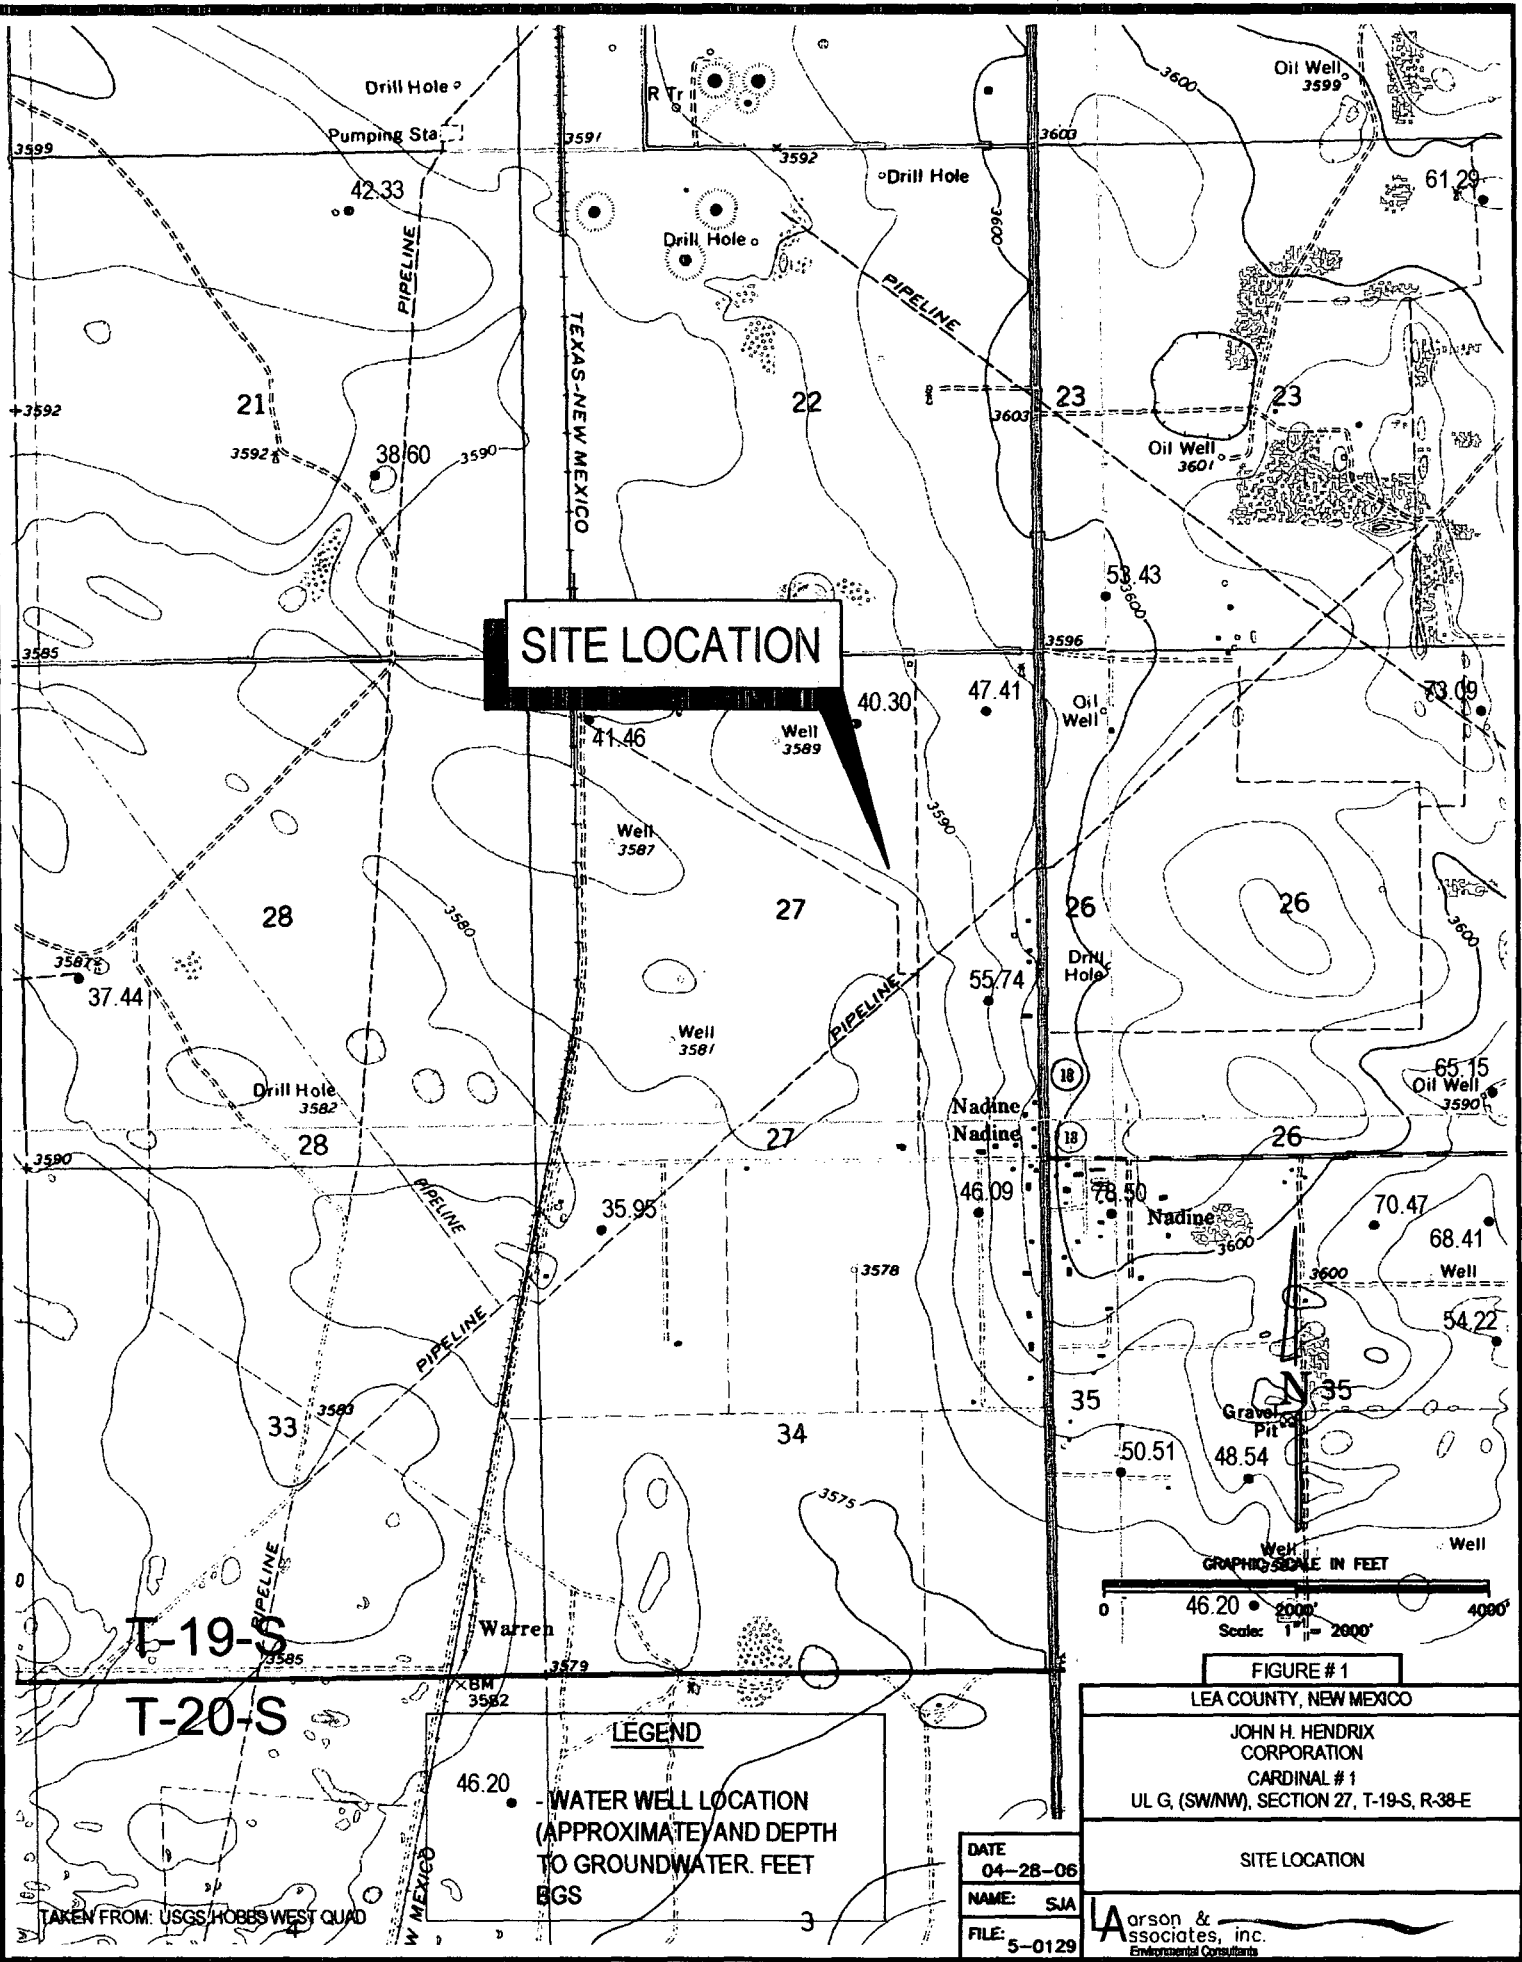 Drill Hole
Oil Well
3599
3600
R Tr
Pumping Sta
3599
3591
3592
3603
Drill Hole
61.29
42.33
3600
Drill Hole
PIPELINE
PIPELINE
TEXAS-NEW MEXICO
21
22
23
23
3592
3603
3592
38.60
3590
Oil Well
3601
53.43
3600
SITE LOCATION
3585
3596
40.30
47.41
Oil
Well
73.09
41.46
Well
3589
3590
Well
3587
28
27
26
26
3580
3600
3587
37.44
55.74
Drill
Hole
PIPELINE
Well
3581
Drill Hole
3582
18
65.15
Oil Well
3590
Nadine
Nadine
18
28
27
26
3590
PIPELINE
35.95
46.09
78.50
Nadine
70.47
68.41
3600
3578
3600
Well
PIPELINE
54.22
N
35
35
3583
33
34
Gravel
Pit
50.51
48.54
3575
Well
Well
GRAPHIC SCALE IN FEET
0 2000' 4000'
46.20
Scale: 1" = 2000'
PIPELINE
T-19-S
Warren
3585
3579
BM
3582
T-20-S
FIGURE # 1
LEA COUNTY, NEW MEXICO
JOHN H. HENDRIX
CORPORATION
CARDINAL # 1
UL G, (SW/NW), SECTION 27, T-19-S, R-38-E
SITE LOCATION
LEGEND
46.20
- WATER WELL LOCATION
(APPROXIMATE) AND DEPTH
TO GROUNDWATER. FEET
BGS
DATE
04-28-06
NAME: SJA
FILE: 5-0129
Larson &
Associates, inc.
Environmental Consultants
W MEXICO
TAKEN FROM: USGS HOBBS WEST QUAD
4
3